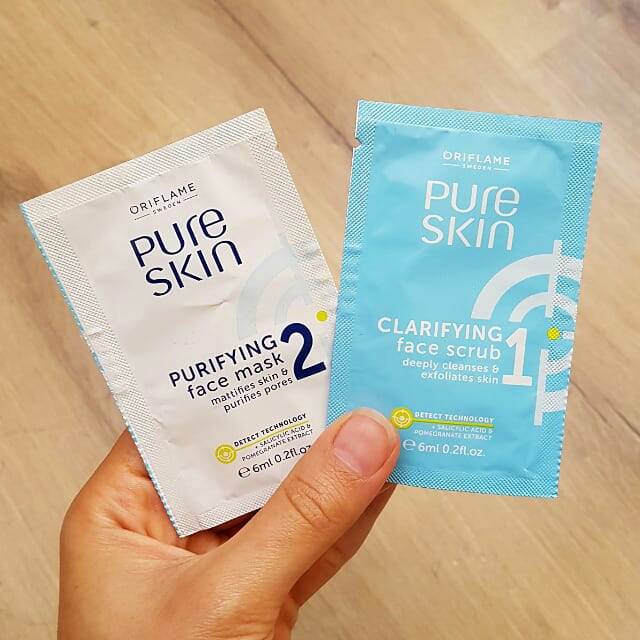 ORIFLAME
SWEDEN
PURE
SKIN
2
PURIFYING
face mask
mattifies skin &
purifies pores
DETECT TECHNOLOGY
+ SALICYLIC ACID &
POMEGRANATE EXTRACT
℮ 6ml 0.2fl.oz.
ORIFLAME
SWEDEN
PURE
SKIN
1
CLARIFYING
face scrub
deeply cleanses &
exfoliates skin
DETECT TECHNOLOGY
+ SALICYLIC ACID &
POMEGRANATE EXTRACT
℮ 6ml 0.2fl.oz.